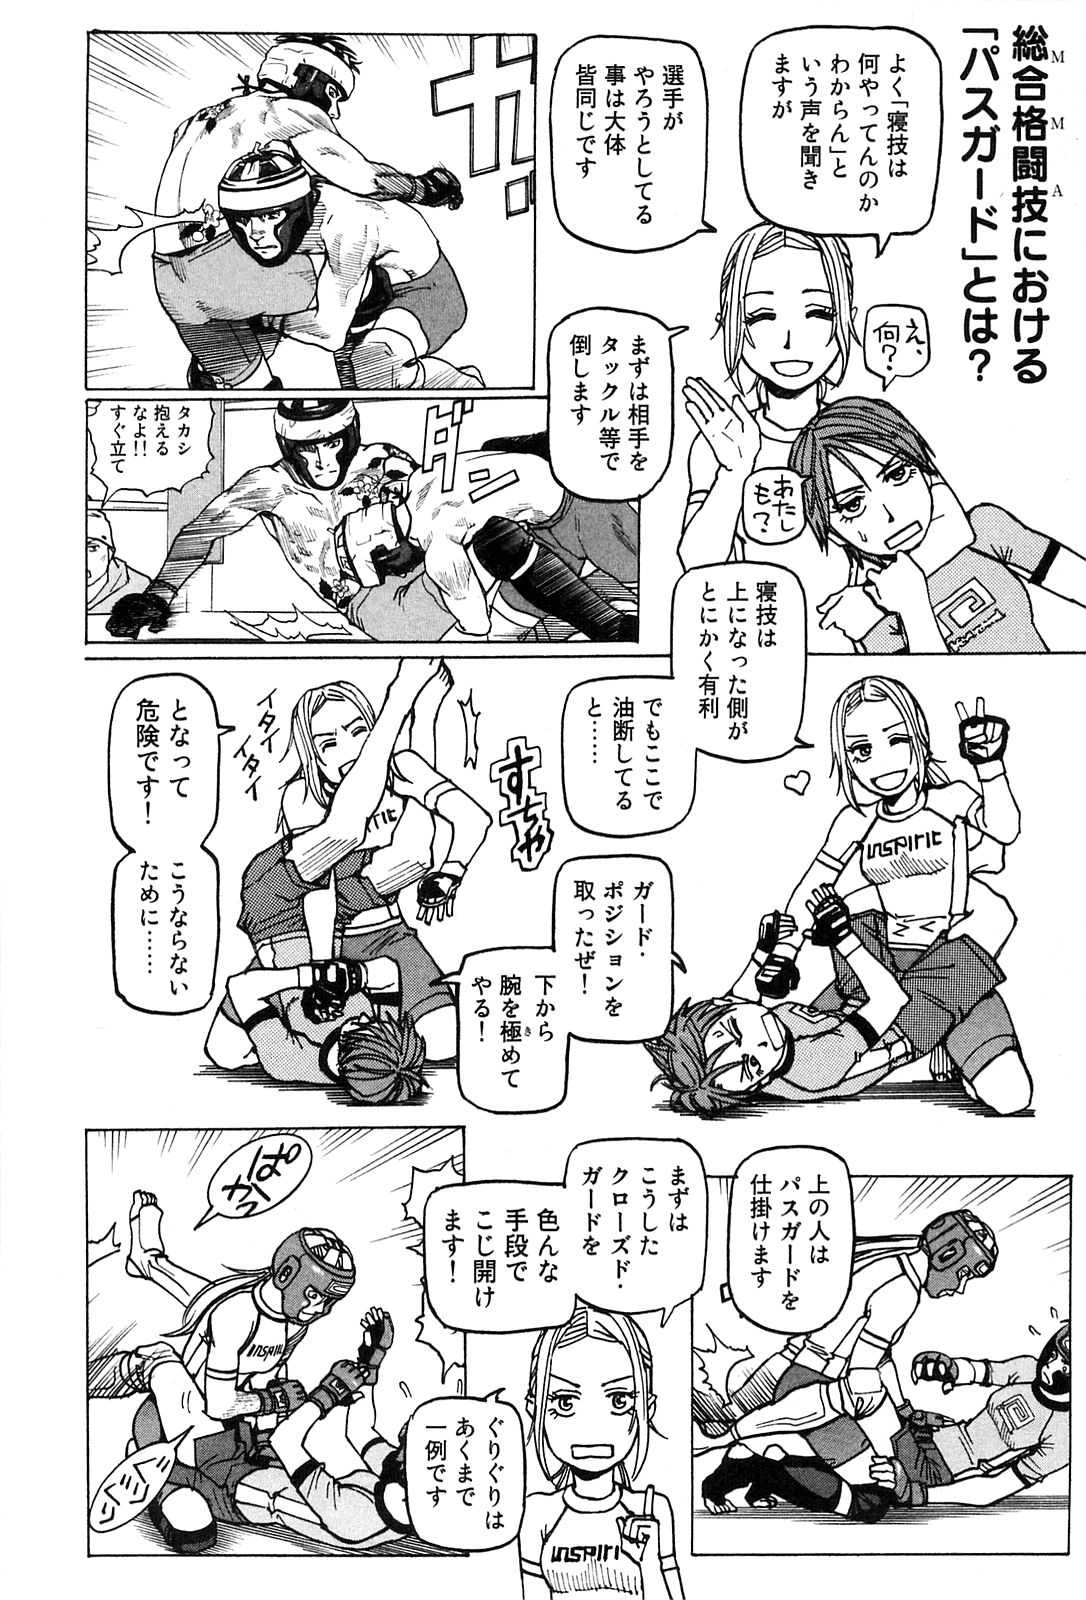 総合格闘技における
MMA
「パスガード」とは?
よく「寝技は
何やってんのか
わからん」と
いう声を聞き
ますが
え、
何?
あたし
も?
選手が
やろうとしてる
事は大体
皆同じです
ガッ
まずは相手を
タックル等で
倒します
ダシ
タカシ
抱える
なよ!!
すぐ立て
寝技は
上になった側が
とにかく有利
でもここで
油断してる
と……
inspirit
ガード・
ポジションを
取ったぜ!
下から
腕を極めて
き
やる!
すちゃ
イタイ
イタイ
となって
危険です!
こうならない
ために……
上の人は
パスガードを
仕掛けます
まずは
こうした
クローズド・
ガードを
色んな
手段で
こじ開け
ます!
inspiri
ぱかっ
inspirit
ぐりぐりは
あくまで
一例です